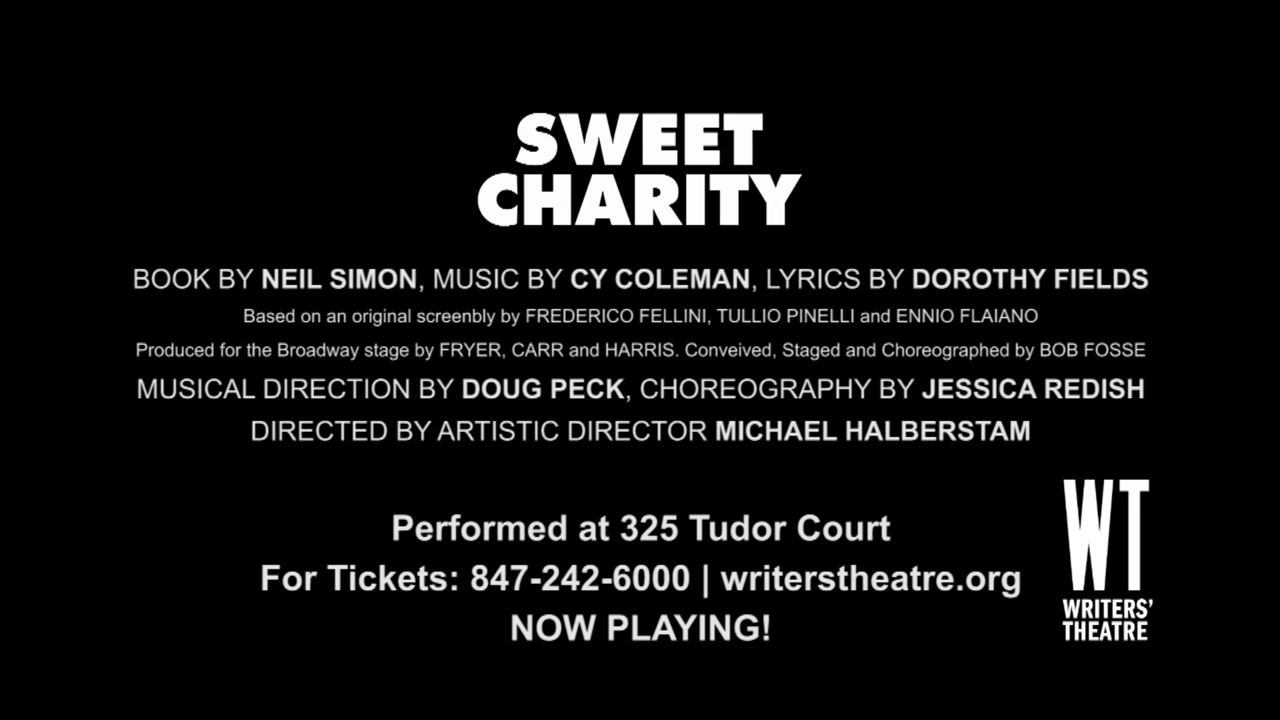 SWEET
CHARITY
BOOK BY NEIL SIMON, MUSIC BY CY COLEMAN, LYRICS BY DOROTHY FIELDS
Based on an original screenbly by FREDERICO FELLINI, TULLIO PINELLI and ENNIO FLAIANO
Produced for the Broadway stage by FRYER, CARR and HARRIS. Conveived, Staged and Choreographed by BOB FOSSE
MUSICAL DIRECTION BY DOUG PECK, CHOREOGRAPHY BY JESSICA REDISH
DIRECTED BY ARTISTIC DIRECTOR MICHAEL HALBERSTAM
Performed at 325 Tudor Court
For Tickets: 847-242-6000 | writerstheatre.org
NOW PLAYING!
WT
WRITERS'
THEATRE